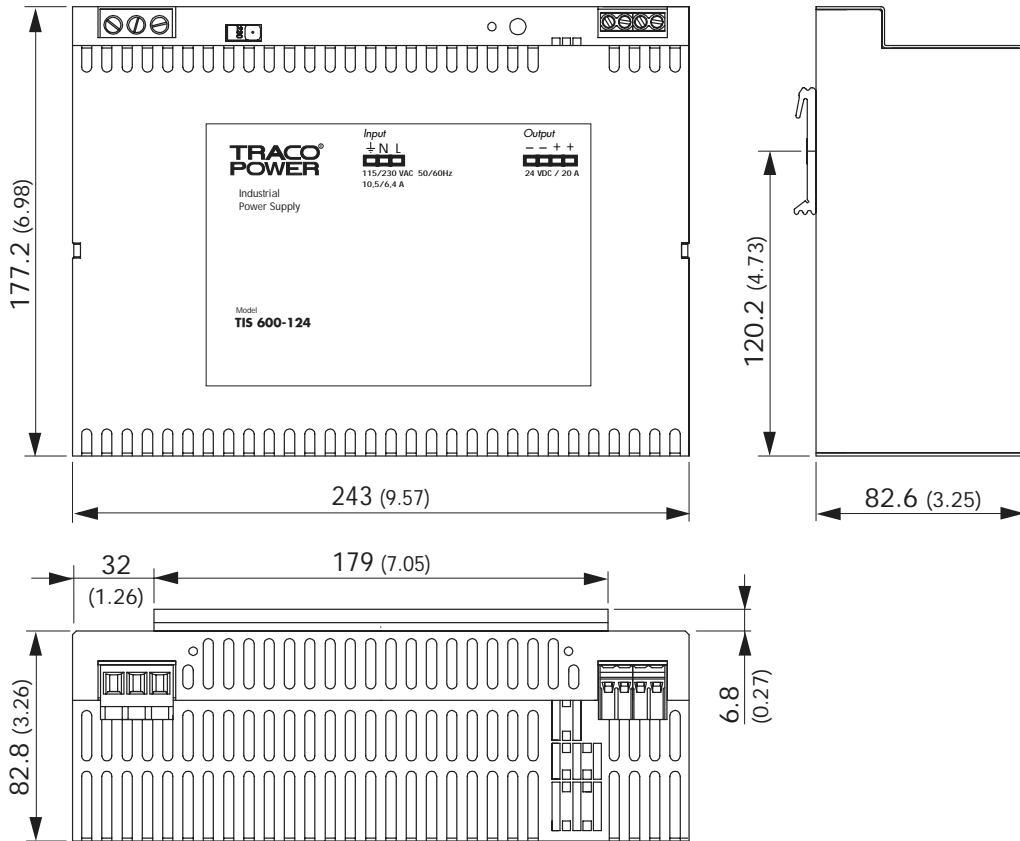 Input
N L
115/230 VAC 50/60Hz
10,5/6,4 A
Output
– – + +
24 VDC / 20 A
TRACO®
POWER
Industrial
Power Supply
Model
TIS 600-124
177.2 (6.98)
120.2 (4.73)
243 (9.57)
82.6 (3.25)
32
(1.26)
179 (7.05)
82.8 (3.26)
6.8
(0.27)